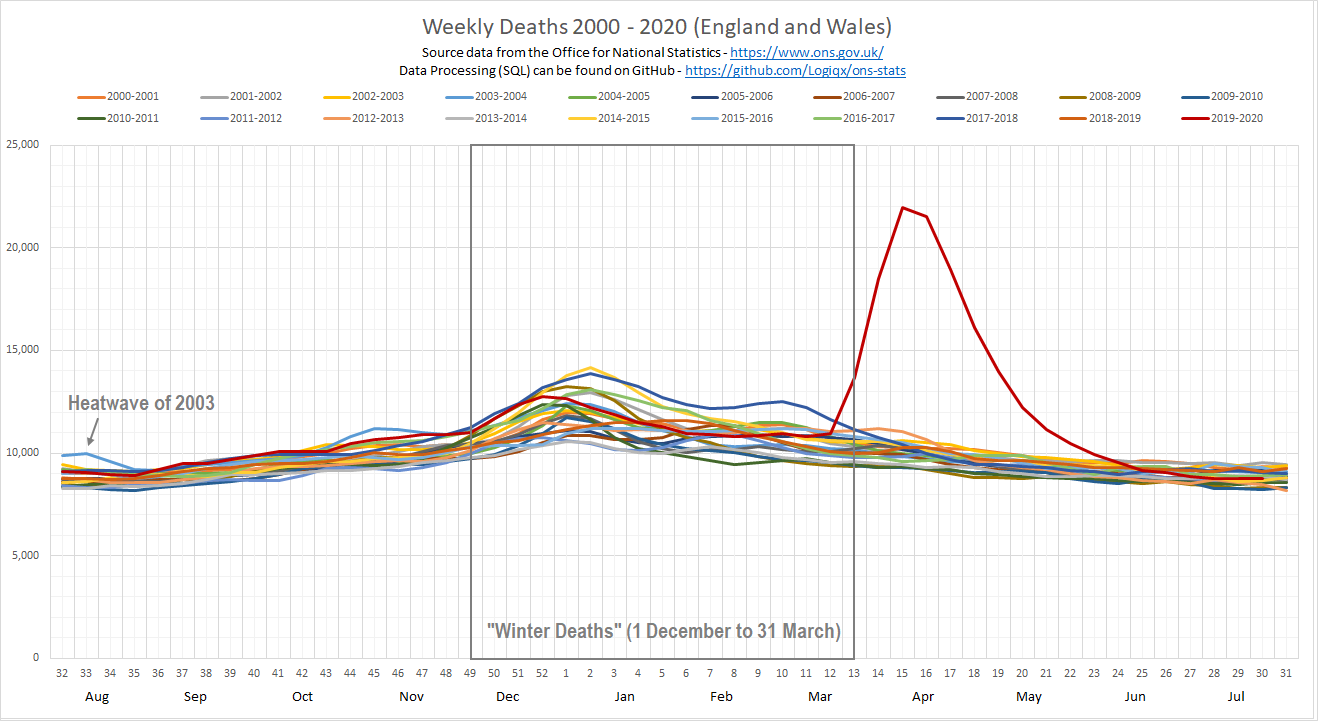 Weekly Deaths 2000 - 2020 (England and Wales)
Source data from the Office for National Statistics - https://www.ons.gov.uk/
Data Processing (SQL) can be found on GitHub - https://github.com/Logiqx/ons-stats
2000-2001 2001-2002 2002-2003 2003-2004 2004-2005 2005-2006 2006-2007 2007-2008 2008-2009 2009-2010
2010-2011 2011-2012 2012-2013 2013-2014 2014-2015 2015-2016 2016-2017 2017-2018 2018-2019 2019-2020
25,000
20,000
15,000
Heatwave of 2003
10,000
5,000
"Winter Deaths" (1 December to 31 March)
0
32 33 34 35 36 37 38 39 40 41 42 43 44 45 46 47 48 49 50 51 52 1 2 3 4 5 6 7 8 9 10 11 12 13 14 15 16 17 18 19 20 21 22 23 24 25 26 27 28 29 30 31
Aug Sep Oct Nov Dec Jan Feb Mar Apr May Jun Jul